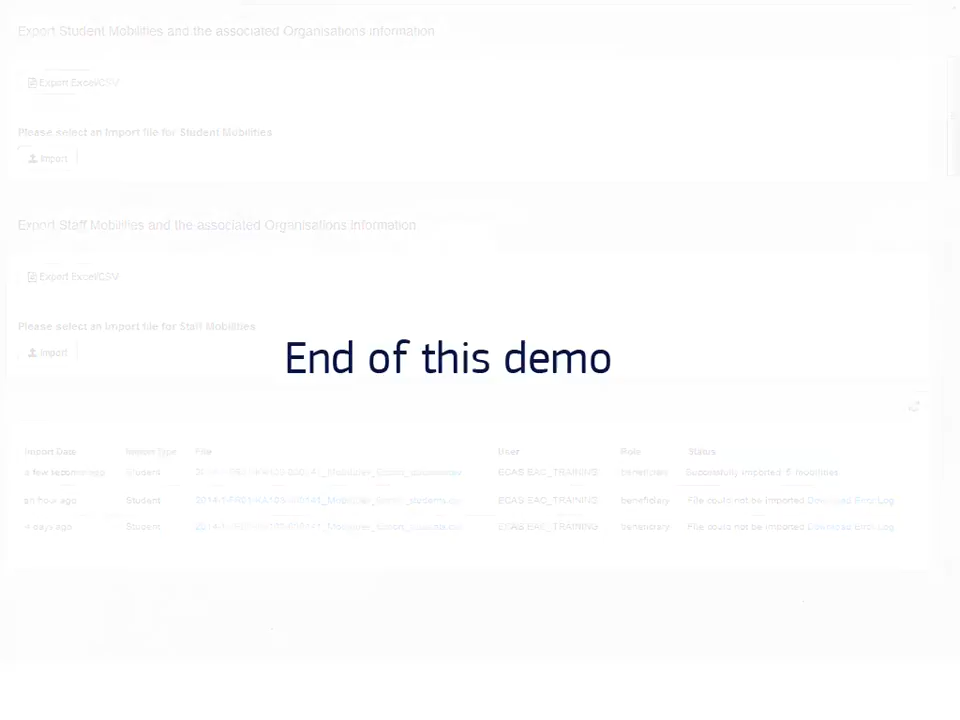 Export Student Mobilities and the associated Organisations information
Export Excel/CSV
Please select an Import file for Student Mobilities
Import
Export Staff Mobilities and the associated Organisations information
Export Excel/CSV
Please select an Import file for Staff Mobilities
Import
End of this demo
Import Date Import Type File User Role Status
a few seconds ago Student ECAS EAC_TRAINING beneficiary Successfully imported 5 mobilities
an hour ago Student ECAS EAC_TRAINING beneficiary File could not be imported Download Error Log
4 days ago Student ECAS EAC_TRAINING beneficiary File could not be imported Download Error Log